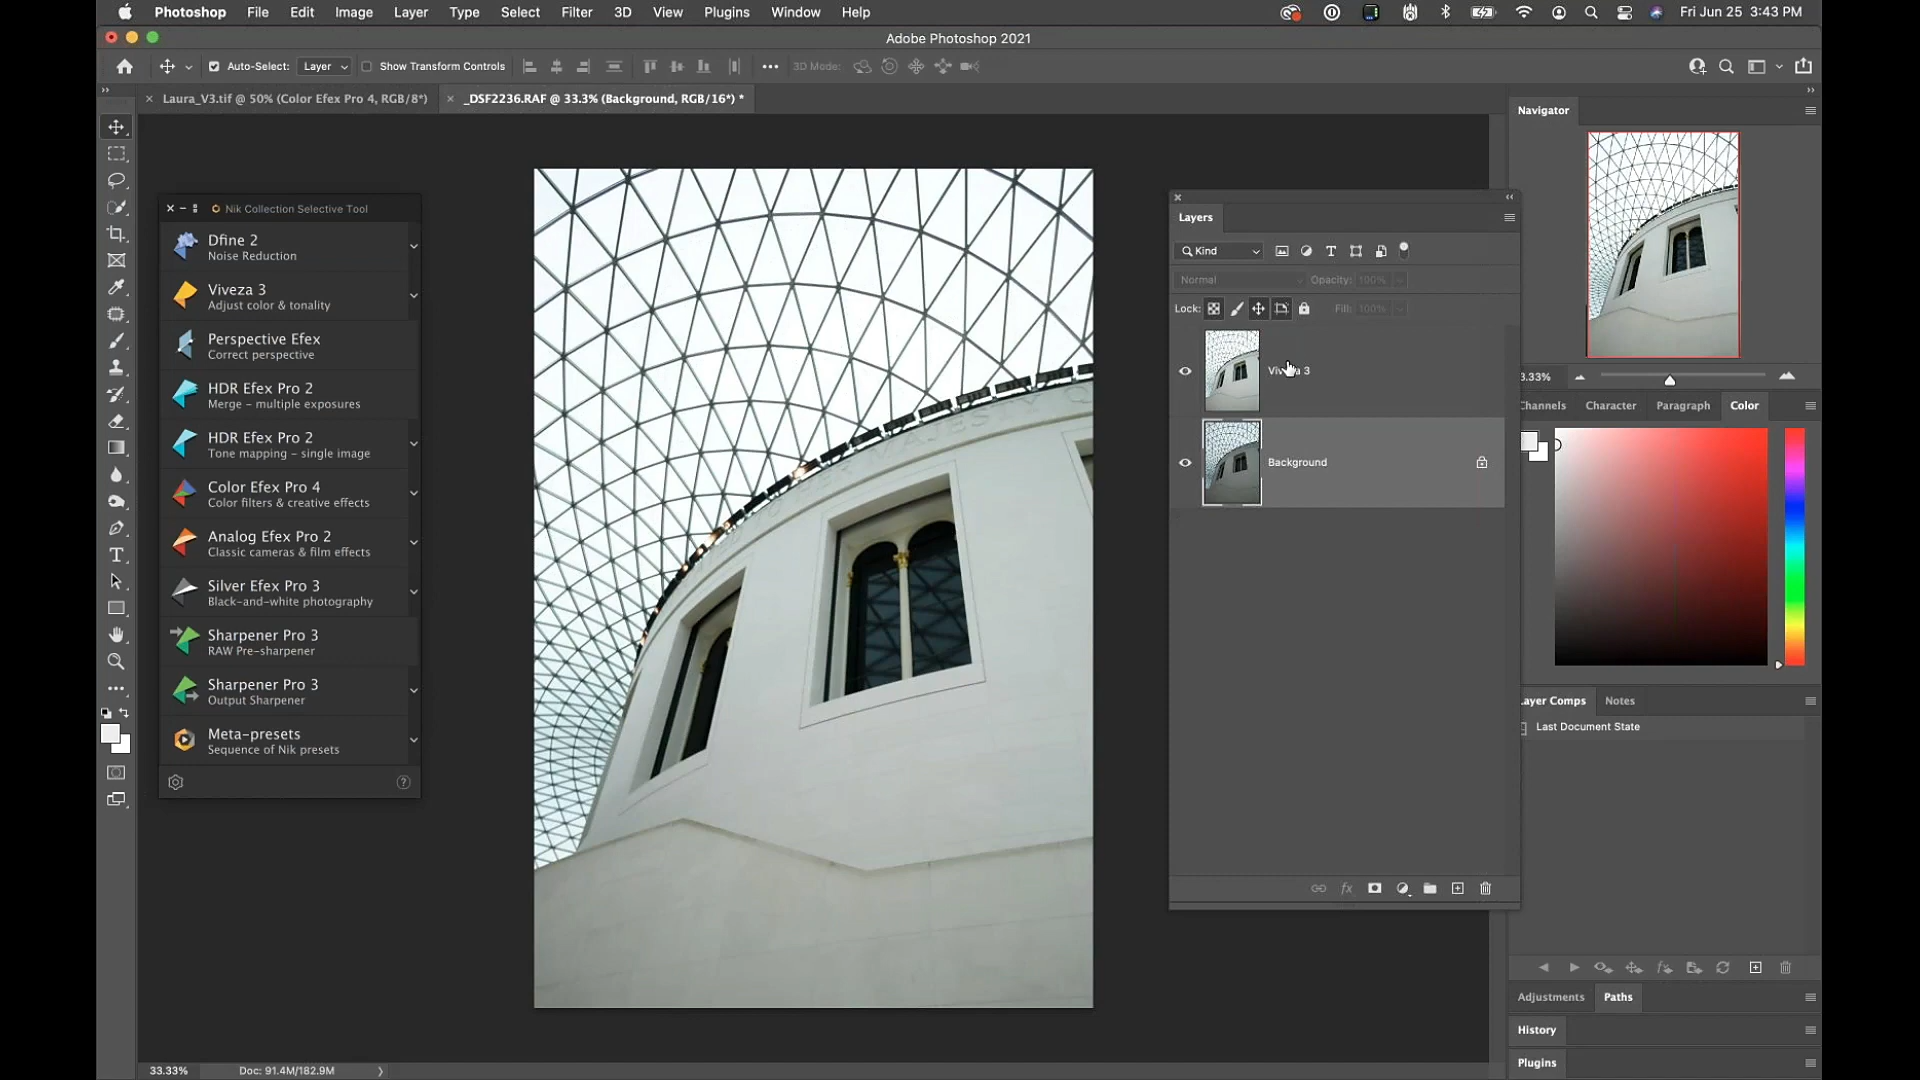 Photoshop File Edit Image Layer Type Select Filter 3D View Plugins Window Help
Fri Jun 25 3:43 PM
Adobe Photoshop 2021
Auto-Select: Layer Show Transform Controls 3D Mode:
Laura_V3.tif @ 50% (Color Efex Pro 4, RGB/8*)
_DSF2236.RAF @ 33.3% (Background, RGB/16*) *
Navigator
Nik Collection Selective Tool
Dfine 2
Noise Reduction
Viveza 3
Adjust color & tonality
Perspective Efex
Correct perspective
HDR Efex Pro 2
Merge – multiple exposures
HDR Efex Pro 2
Tone mapping – single image
Color Efex Pro 4
Color filters & creative effects
Analog Efex Pro 2
Classic cameras & film effects
Silver Efex Pro 3
Black-and-white photography
Sharpener Pro 3
RAW Pre-sharpener
Sharpener Pro 3
Output Sharpener
Meta-presets
Sequence of Nik presets
Layers
Kind
Normal Opacity: 100%
Lock: Fill: 100%
3
Background
3.33%
Channels Character Paragraph Color
Layer Comps Notes
Last Document State
Adjustments Paths
History
Plugins
33.33% Doc: 91.4M/182.9M